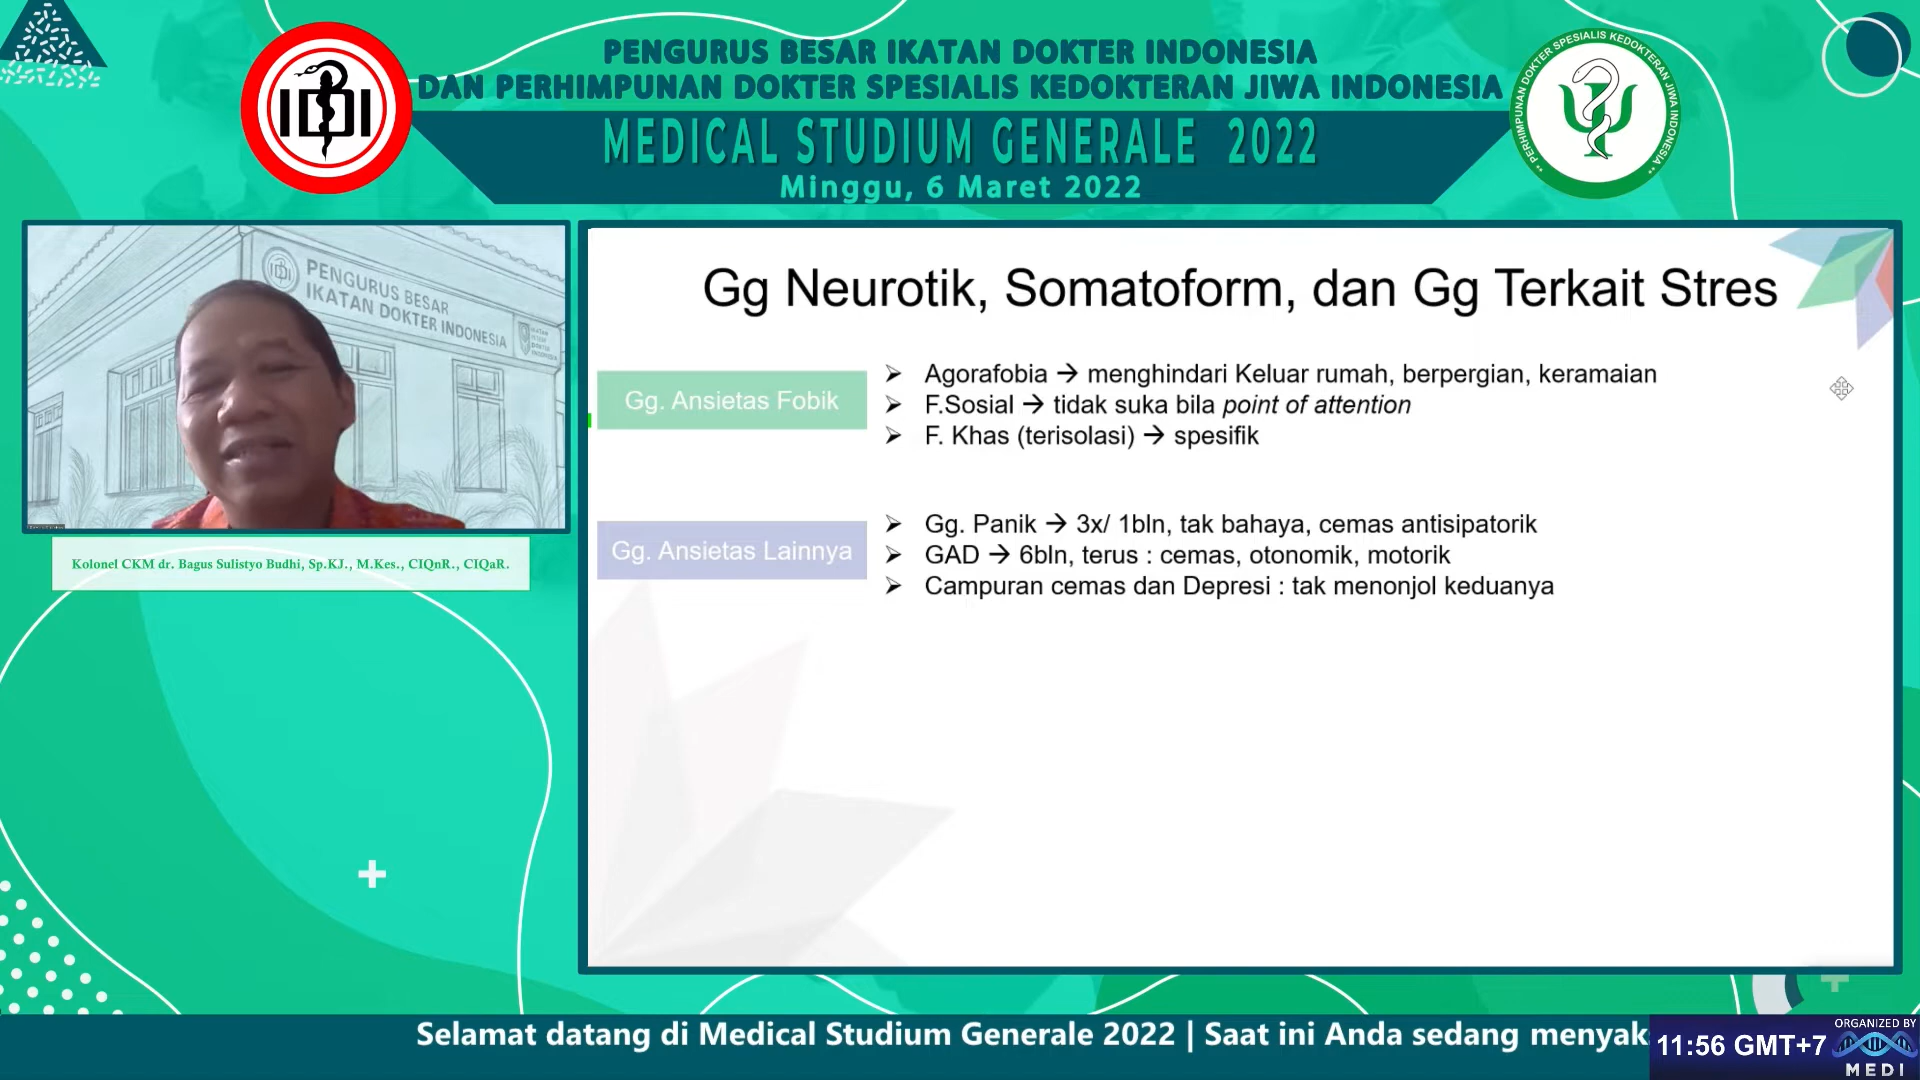 PENGURUS BESAR IKATAN DOKTER INDONESIA
DAN PERHIMPUNAN DOKTER SPESIALIS KEDOKTERAN JIWA INDONESIA
MEDICAL STUDIUM GENERALE 2022
Minggu, 6 Maret 2022
IDI
PERHIMPUNAN DOKTER SPESIALIS KEDOKTERAN JIWA INDONESIA
PENGURUS BESAR
IKATAN DOKTER INDONESIA
Kolonel CKM dr. Bagus Sulistyo Budhi, Sp.KJ., M.Kes., CIQnR., CIQaR.
Gg Neurotik, Somatoform, dan Gg Terkait Stres
Gg. Ansietas Fobik
➢ Agorafobia → menghindari Keluar rumah, berpergian, keramaian
➢ F.Sosial → tidak suka bila point of attention
➢ F. Khas (terisolasi) → spesifik
Gg. Ansietas Lainnya
➢ Gg. Panik → 3x/ 1bln, tak bahaya, cemas antisipatorik
➢ GAD → 6bln, terus : cemas, otonomik, motorik
➢ Campuran cemas dan Depresi : tak menonjol keduanya
Selamat datang di Medical Studium Generale 2022 | Saat ini Anda sedang menyak
11:56 GMT+7
ORGANIZED BY
MEDI